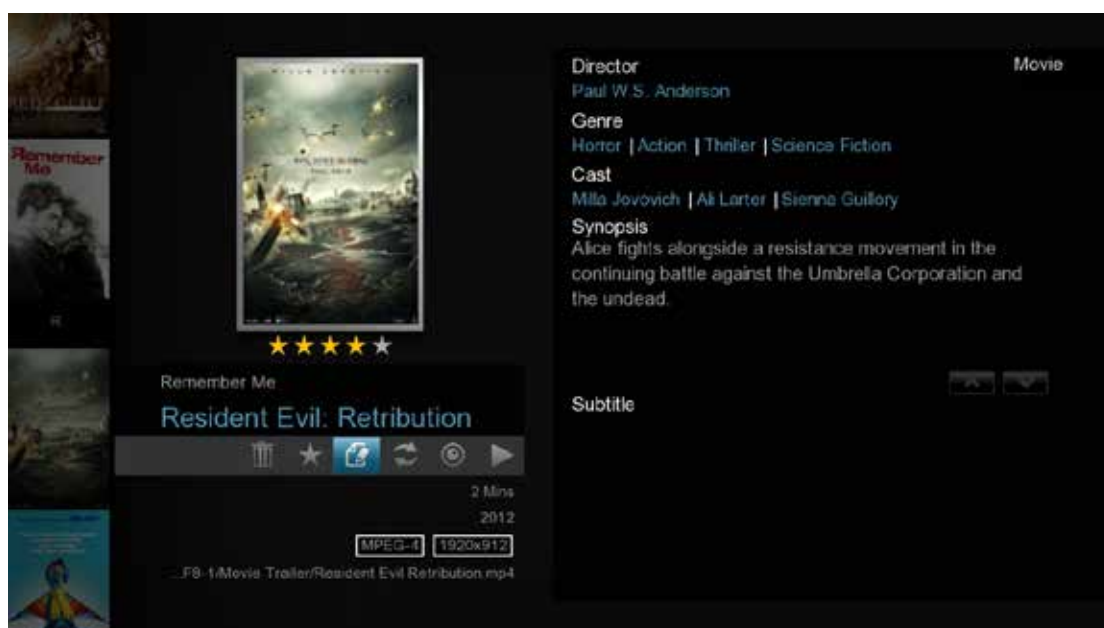 Remember
Me
R
Remember Me
Resident Evil: Retribution
2 Mins
2012
MPEG-4 1920x912
...F8-1/Movie Trailer/Resident Evil Retribution.mp4
Director
Movie
Paul W.S. Anderson
Genre
Horror | Action | Thriller | Science Fiction
Cast
Milla Jovovich | Ali Larter | Sienna Guillory
Synopsis
Alice fights alongside a resistance movement in the
continuing battle against the Umbrella Corporation and
the undead.
Subtitle